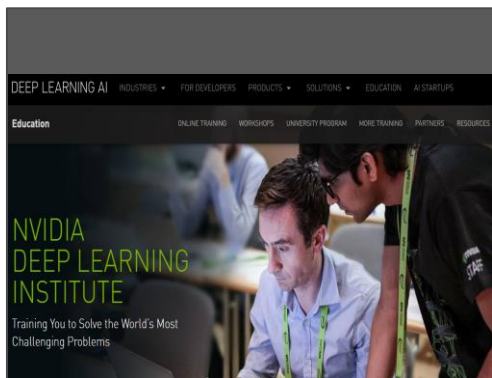 DEEP LEARNING AI INDUSTRIES FOR DEVELOPERS PRODUCTS SOLUTIONS EDUCATION AI STARTUPS
Education ONLINE TRAINING WORKSHOPS UNIVERSITY PROGRAM MORE TRAINING PARTNERS RESOURCES
NVIDIA
DEEP LEARNING
INSTITUTE
Training You to Solve the World's Most
Challenging Problems
STAFF